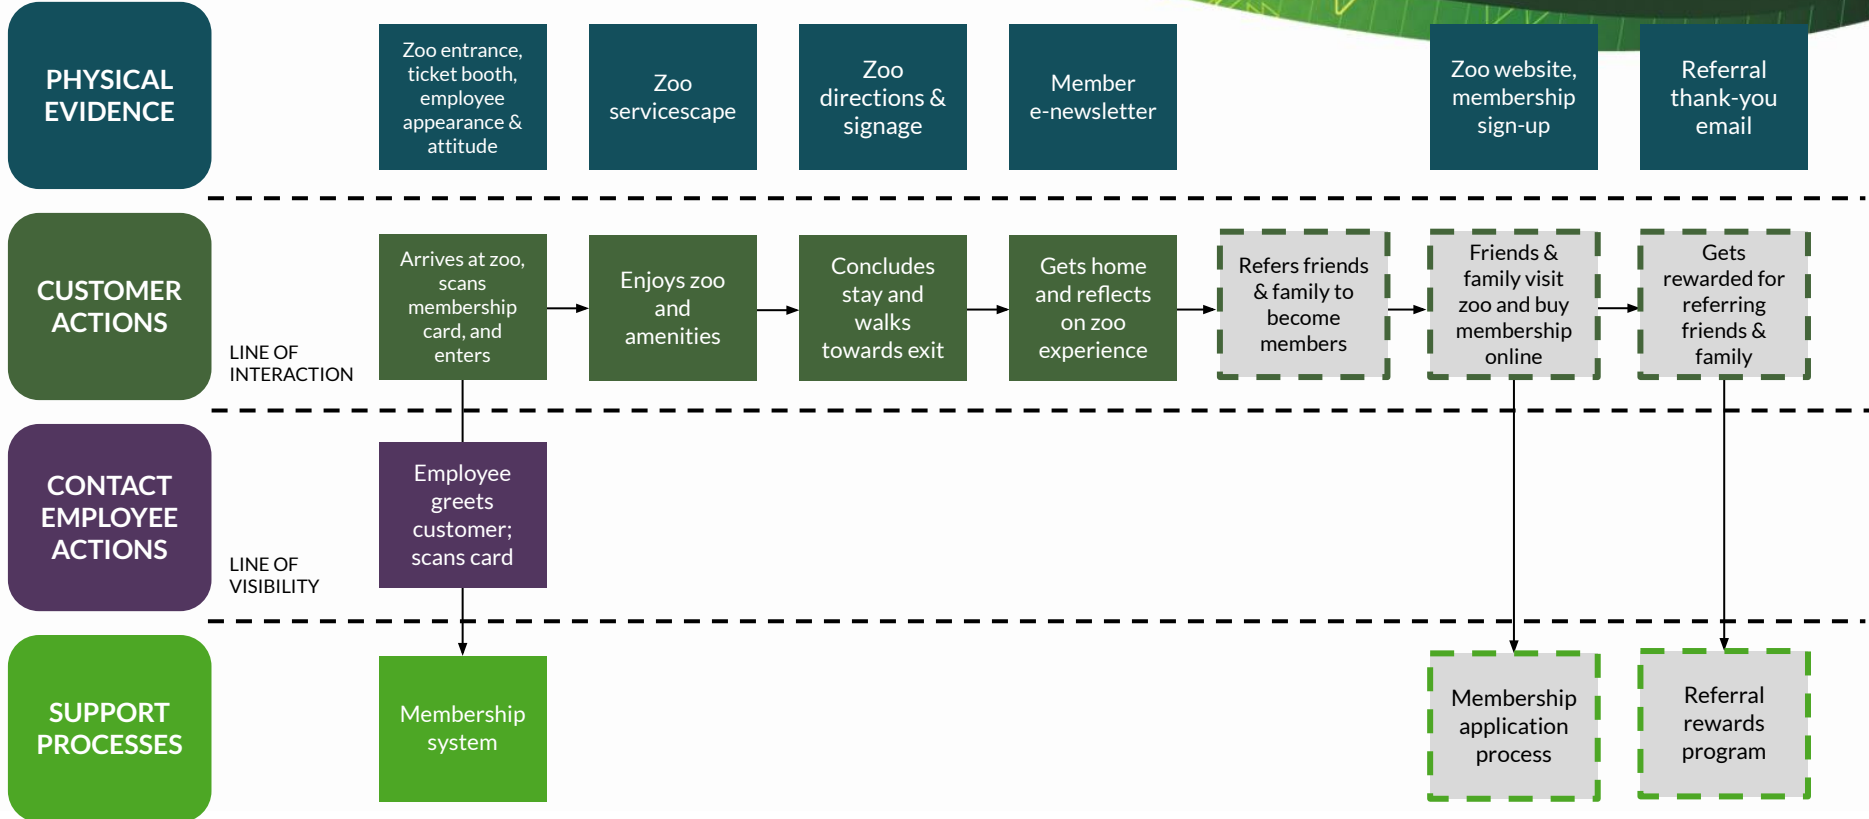 PHYSICAL
EVIDENCE
Zoo entrance,
ticket booth,
employee
appearance &
attitude
Zoo
servicescape
Zoo
directions &
signage
Member
e-newsletter
Zoo website,
membership
sign-up
Referral
thank-you
email
CUSTOMER
ACTIONS
LINE OF
INTERACTION
Arrives at zoo,
scans
membership
card, and
enters
Enjoys zoo
and
amenities
Concludes
stay and
walks
towards exit
Gets home
and reflects
on zoo
experience
Refers friends
& family to
become
members
Friends &
family visit
zoo and buy
membership
online
Gets
rewarded for
referring
friends &
family
CONTACT
EMPLOYEE
ACTIONS
LINE OF
VISIBILITY
Employee
greets
customer;
scans card
SUPPORT
PROCESSES
Membership
system
Membership
application
process
Referral
rewards
program